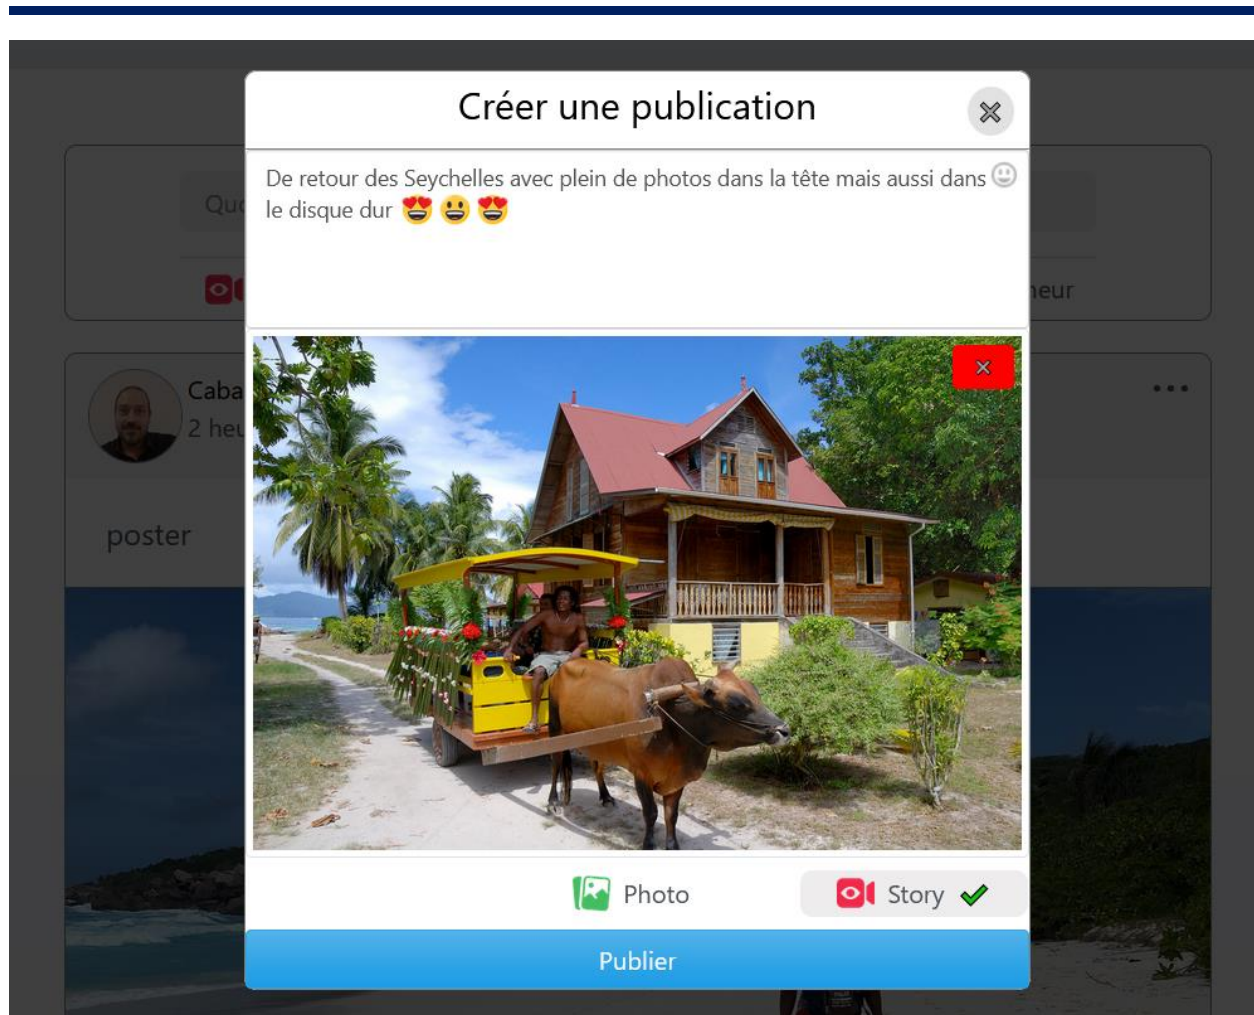 Créer une publication
De retour des Seychelles avec plein de photos dans la tête mais aussi dans
le disque dur 😍 😃 😍
Photo
Story
Publier
poster